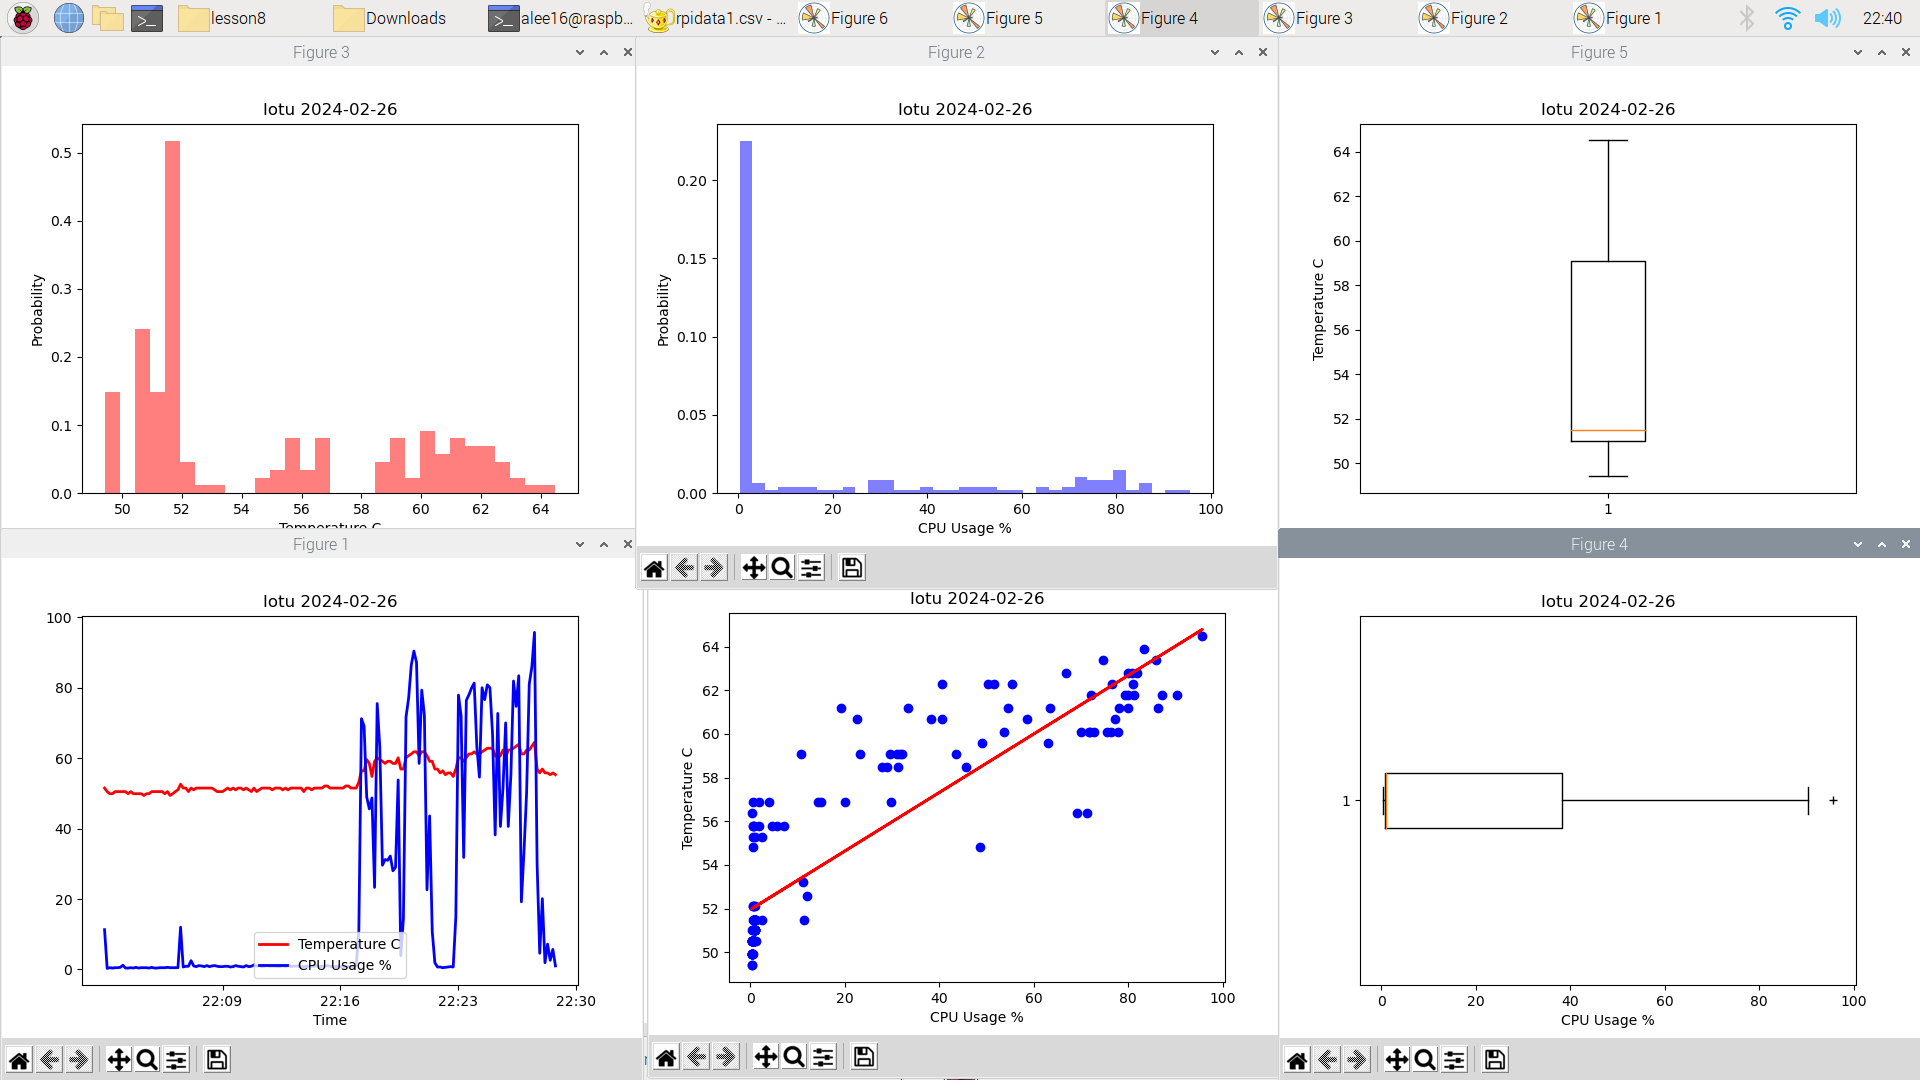 lesson8 Downloads alee16@raspb... rpidata1.csv - ... Figure 6 Figure 5 Figure 4 Figure 3 Figure 2 Figure 1 22:40
Figure 3
Iotu 2024-02-26
0.5
0.4
0.3
0.2
0.1
0.0
Probability
50 52 54 56 58 60 62 64
Temperature C
Figure 2
Iotu 2024-02-26
0.20
0.15
0.10
0.05
0.00
Probability
0 20 40 60 80 100
CPU Usage %
Figure 5
Iotu 2024-02-26
64
62
60
58
56
54
52
50
Temperature C
1
Figure 1
Iotu 2024-02-26
100
80
60
40
20
0
Temperature C
CPU Usage %
22:09 22:16 22:23 22:30
Time
Iotu 2024-02-26
64
62
60
58
56
54
52
50
Temperature C
0 20 40 60 80 100
CPU Usage %
Figure 4
Iotu 2024-02-26
1
0 20 40 60 80 100
CPU Usage %